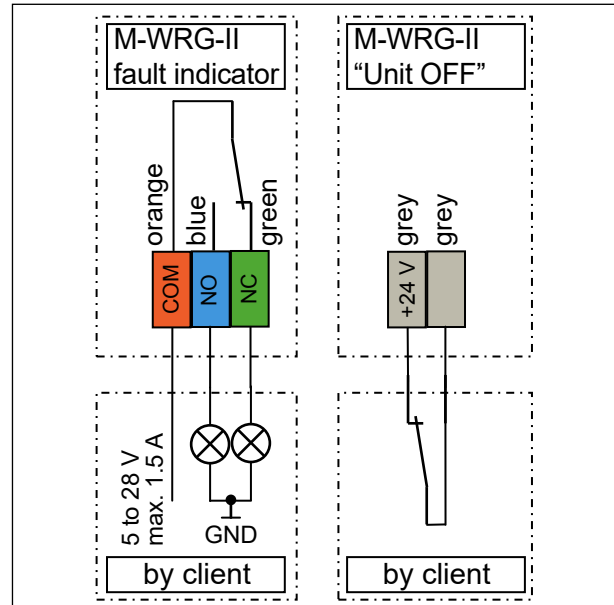 M-WRG-II
fault indicator
orange
blue
green
COM
NO
NC
5 to 28 V
max. 1.5 A
GND
by client
M-WRG-II
“Unit OFF”
grey
grey
+24 V
by client